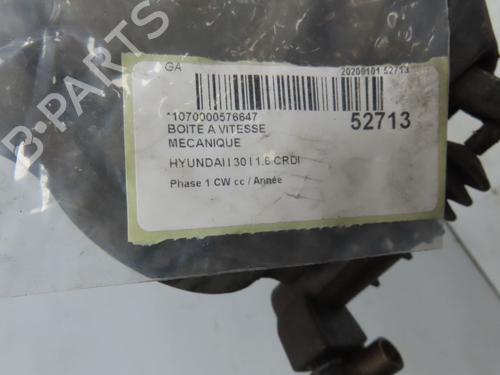 B-PARTS
GA 20200101 52713
*1070000576647 52713
BOITE A VITESSE
MECANIQUE
HYUNDAI I 30 I 1.6 CRDI
Phase 1 CW cc / Année